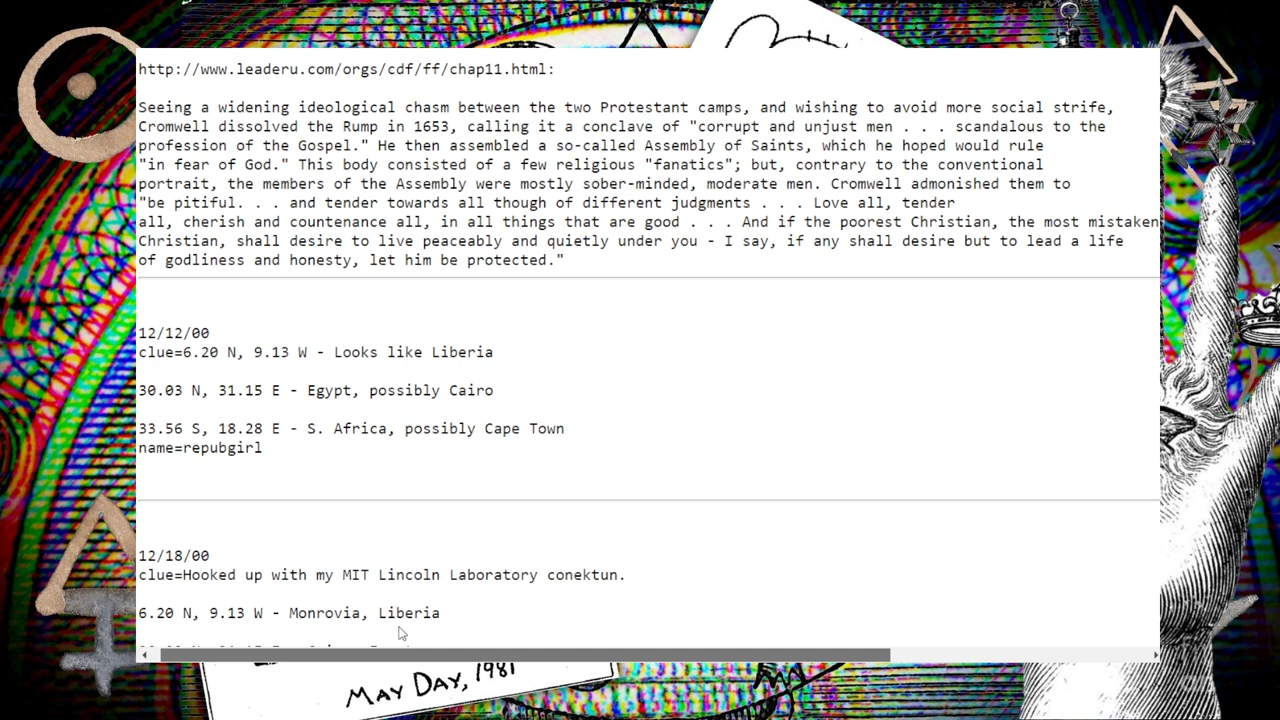 http://www.leaderu.com/orgs/cdf/ff/chap11.html:
Seeing a widening ideological chasm between the two Protestant camps, and wishing to avoid more social strife,
Cromwell dissolved the Rump in 1653, calling it a conclave of "corrupt and unjust men . . . scandalous to the
profession of the Gospel." He then assembled a so-called Assembly of Saints, which he hoped would rule
"in fear of God." This body consisted of a few religious "fanatics"; but, contrary to the conventional
portrait, the members of the Assembly were mostly sober-minded, moderate men. Cromwell admonished them to
"be pitiful. . . and tender towards all though of different judgments . . . Love all, tender
all, cherish and countenance all, in all things that are good . . . And if the poorest Christian, the most mistaken
Christian, shall desire to live peaceably and quietly under you - I say, if any shall desire but to lead a life
of godliness and honesty, let him be protected."
12/12/00
clue=6.20 N, 9.13 W - Looks like Liberia
30.03 N, 31.15 E - Egypt, possibly Cairo
33.56 S, 18.28 E - S. Africa, possibly Cape Town
name=repubgirl
12/18/00
clue=Hooked up with my MIT Lincoln Laboratory conektun.
6.20 N, 9.13 W - Monrovia, Liberia
MAY DAY, 1981